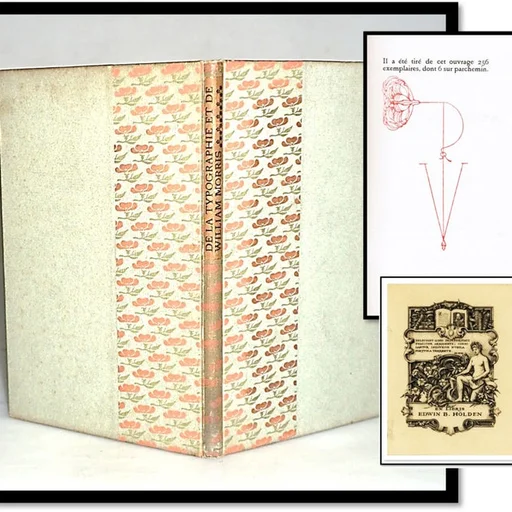 DE LA TYPOGRAPHIE ET DE
WILLIAM MORRIS
Il a été tiré de cet ouvrage 256
exemplaires, dont 6 sur parchemin.
EX LIBRIS
EDWIN B. HOLDEN